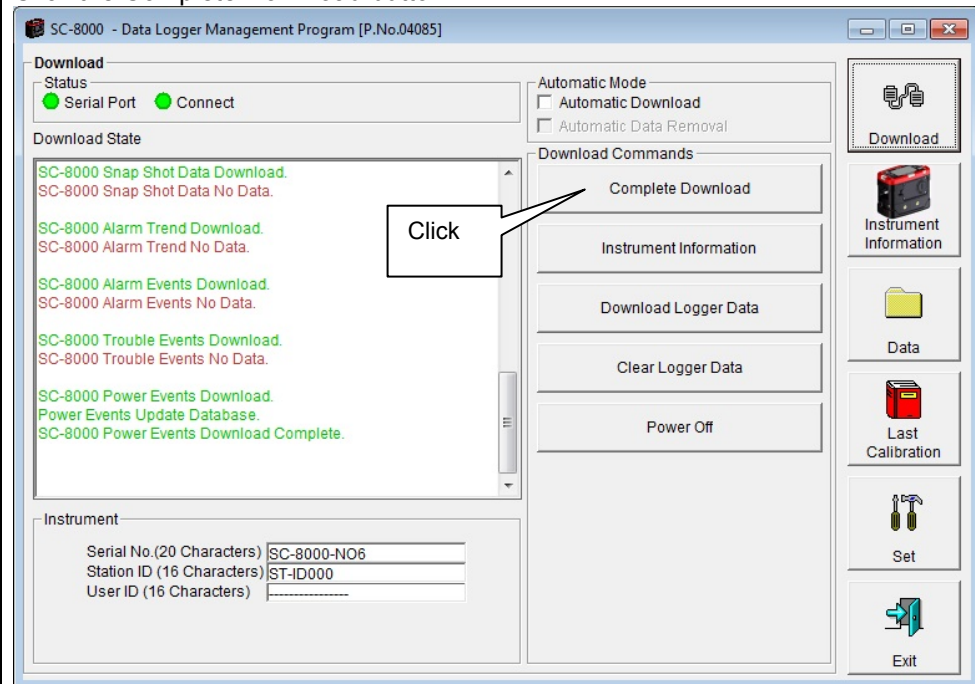 SC-8000 - Data Logger Management Program [P.No.04085]
Download
Status
Serial Port
Connect
Download State
SC-8000 Snap Shot Data Download.
SC-8000 Snap Shot Data No Data.
SC-8000 Alarm Trend Download.
SC-8000 Alarm Trend No Data.
SC-8000 Alarm Events Download.
SC-8000 Alarm Events No Data.
SC-8000 Trouble Events Download.
SC-8000 Trouble Events No Data.
SC-8000 Power Events Download.
Power Events Update Database.
SC-8000 Power Events Download Complete.
Click
Instrument
Serial No.(20 Characters) SC-8000-NO6
Station ID (16 Characters) ST-ID000
User ID (16 Characters) ----------------
Automatic Mode
Automatic Download
Automatic Data Removal
Download Commands
Complete Download
Instrument Information
Download Logger Data
Clear Logger Data
Power Off
Download
Instrument
Information
Data
Last
Calibration
Set
Exit